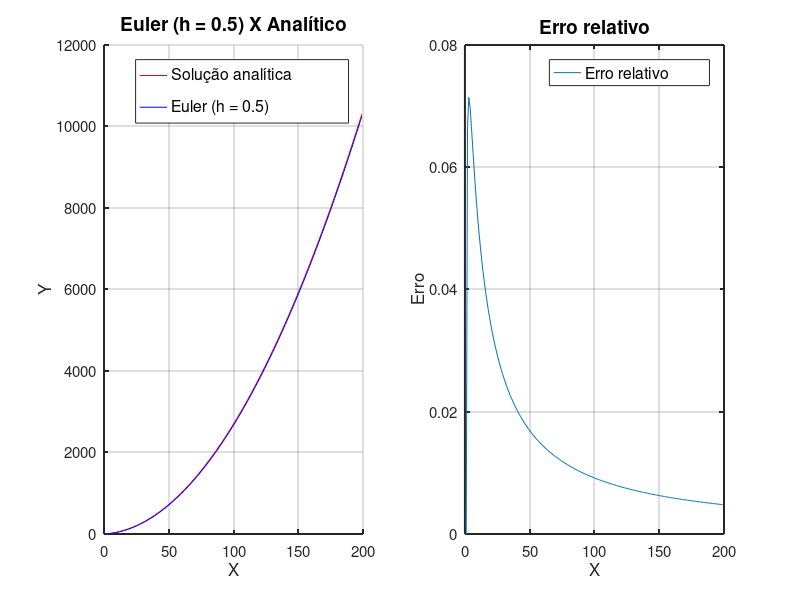 Euler (h = 0.5) X Analítico
12000
10000
8000
6000
4000
2000
0
Y
Solução analítica
Euler (h = 0.5)
0 50 100 150 200
X
Erro relativo
0.08
0.06
0.04
0.02
0
Erro
Erro relativo
0 50 100 150 200
X